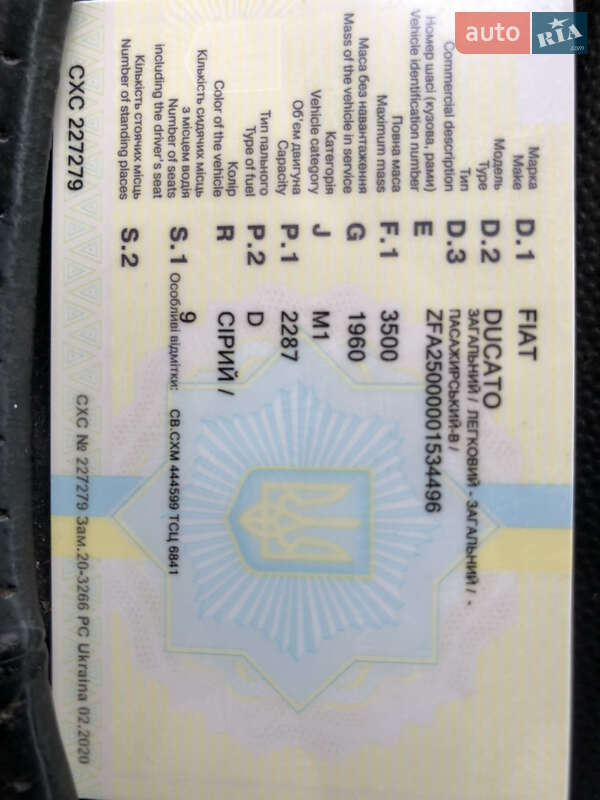 auto RIA.com
Марка D.1 FIAT
Make
Модель D.2 DUCATO
Type
Тип D.3 ЗАГАЛЬНИЙ / ЛЕГКОВИЙ - ЗАГАЛЬНИЙ / -
Commercial description ПАСАЖИРСЬКИЙ-В /
Номер шасі (кузова, рами) E ZFA25000001534496
Vehicle identification number
Повна маса F.1 3500
Maximum mass
Маса без навантаження G 1960
Mass of the vehicle in service
Категорія J M1
Vehicle category
Об'єм двигуна P.1 2287
Capacity
Тип пального P.2 D
Type of fuel
Колір R СІРИЙ /
Color of the vehicle
Кількість сидячих місць S.1 9
з місцем водія
Number of seats
including the driver's seat
Особливі відмітки: СВ.СХМ 444599 ТСЦ 6841
Кількість стоячих місць S.2
Number of standing places
СХС 227279
СХС № 227279 Зам.20-3266 РС Ukraina 02.2020